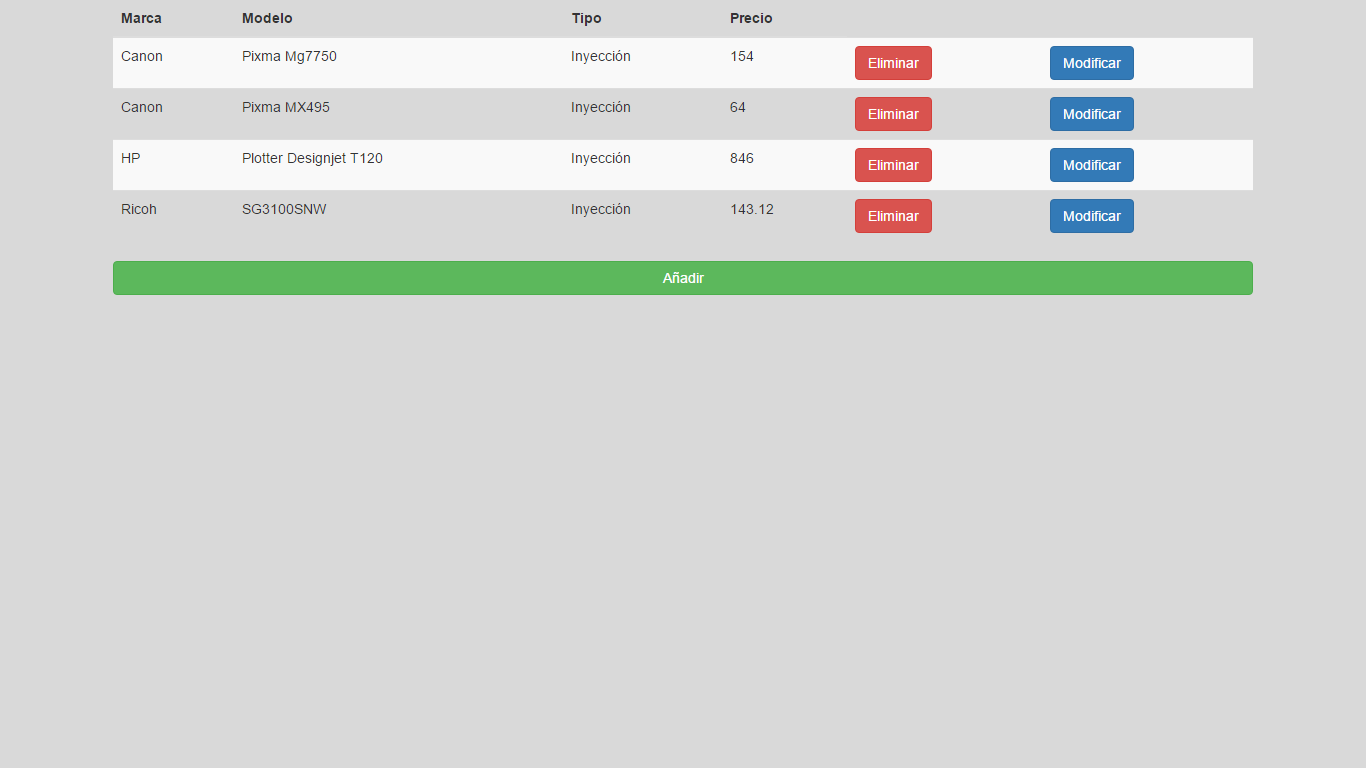 Marca Modelo Tipo Precio
Canon Pixma Mg7750 Inyección 154 Eliminar Modificar
Canon Pixma MX495 Inyección 64 Eliminar Modificar
HP Plotter Designjet T120 Inyección 846 Eliminar Modificar
Ricoh SG3100SNW Inyección 143.12 Eliminar Modificar
Añadir